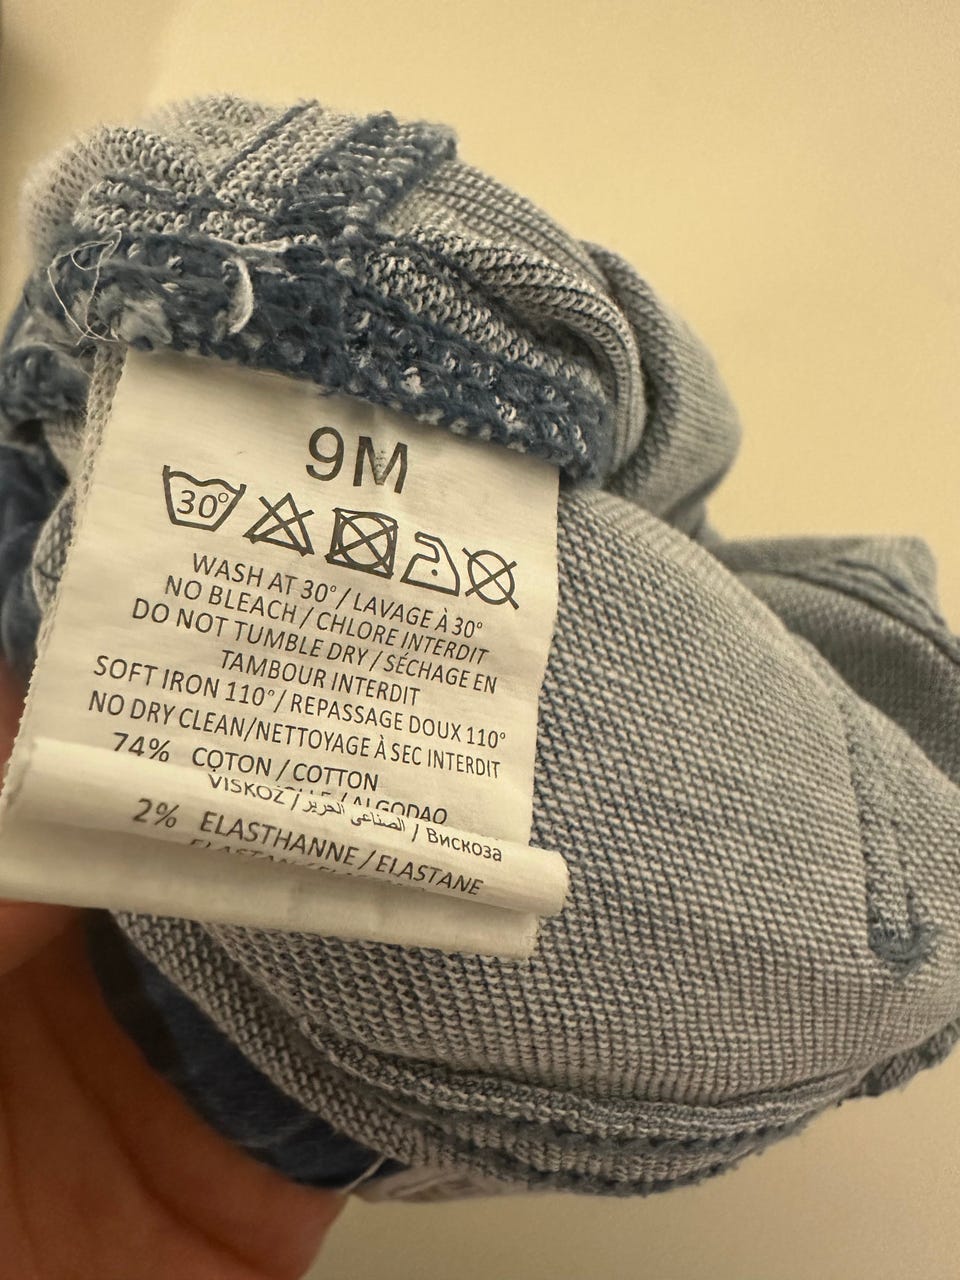 9M
30°
WASH AT 30°/ LAVAGE À 30°
NO BLEACH / CHLORE INTERDIT
DO NOT TUMBLE DRY / SÉCHAGE EN
TAMBOUR INTERDIT
SOFT IRON 110°/ REPASSAGE DOUX 110°
NO DRY CLEAN/NETTOYAGE À SEC INTERDIT
74% COTON / COTTON
/ ALGODAO
VISKOZ / الصناعي الحرير / Вискоза
2% ELASTHANNE / ELASTANE